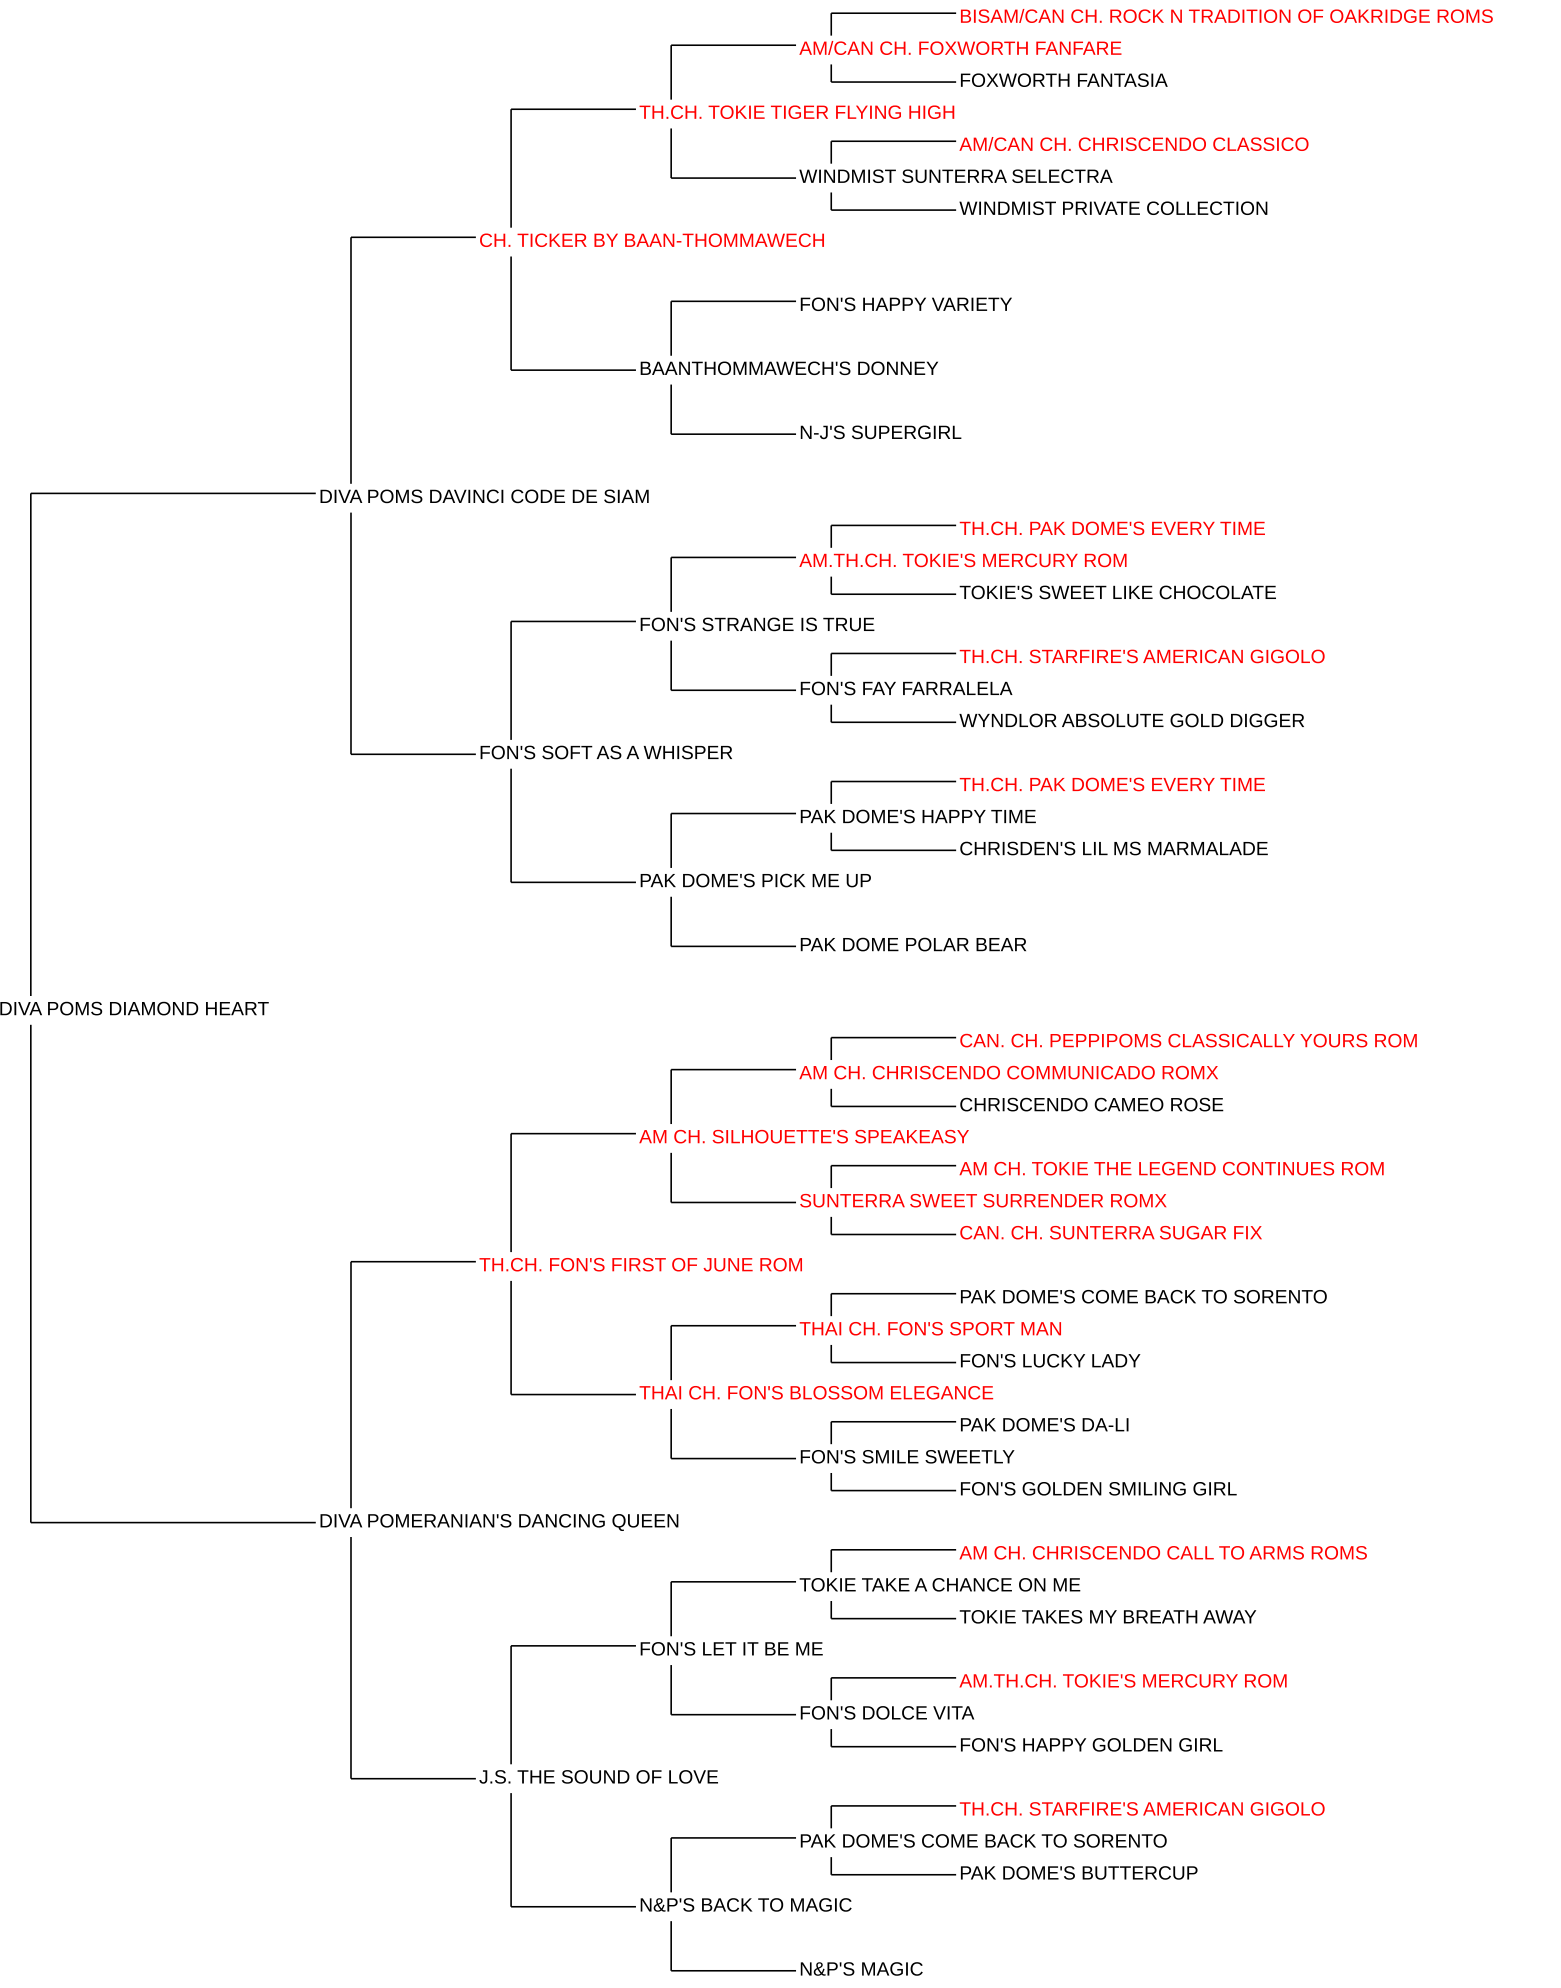 BISAM/CAN CH. ROCK N TRADITION OF OAKRIDGE ROMS
AM/CAN CH. FOXWORTH FANFARE
FOXWORTH FANTASIA
TH.CH. TOKIE TIGER FLYING HIGH
AM/CAN CH. CHRISCENDO CLASSICO
WINDMIST SUNTERRA SELECTRA
WINDMIST PRIVATE COLLECTION
CH. TICKER BY BAAN-THOMMAWECH
FON'S HAPPY VARIETY
BAANTHOMMAWECH'S DONNEY
N-J'S SUPERGIRL
DIVA POMS DAVINCI CODE DE SIAM
TH.CH. PAK DOME'S EVERY TIME
AM.TH.CH. TOKIE'S MERCURY ROM
TOKIE'S SWEET LIKE CHOCOLATE
FON'S STRANGE IS TRUE
TH.CH. STARFIRE'S AMERICAN GIGOLO
FON'S FAY FARRALELA
WYNDLOR ABSOLUTE GOLD DIGGER
FON'S SOFT AS A WHISPER
TH.CH. PAK DOME'S EVERY TIME
PAK DOME'S HAPPY TIME
CHRISDEN'S LIL MS MARMALADE
PAK DOME'S PICK ME UP
PAK DOME POLAR BEAR
DIVA POMS DIAMOND HEART
CAN. CH. PEPPIPOMS CLASSICALLY YOURS ROM
AM CH. CHRISCENDO COMMUNICADO ROMX
CHRISCENDO CAMEO ROSE
AM CH. SILHOUETTE'S SPEAKEASY
AM CH. TOKIE THE LEGEND CONTINUES ROM
SUNTERRA SWEET SURRENDER ROMX
CAN. CH. SUNTERRA SUGAR FIX
TH.CH. FON'S FIRST OF JUNE ROM
PAK DOME'S COME BACK TO SORENTO
THAI CH. FON'S SPORT MAN
FON'S LUCKY LADY
THAI CH. FON'S BLOSSOM ELEGANCE
PAK DOME'S DA-LI
FON'S SMILE SWEETLY
FON'S GOLDEN SMILING GIRL
DIVA POMERANIAN'S DANCING QUEEN
AM CH. CHRISCENDO CALL TO ARMS ROMS
TOKIE TAKE A CHANCE ON ME
TOKIE TAKES MY BREATH AWAY
FON'S LET IT BE ME
AM.TH.CH. TOKIE'S MERCURY ROM
FON'S DOLCE VITA
FON'S HAPPY GOLDEN GIRL
J.S. THE SOUND OF LOVE
TH.CH. STARFIRE'S AMERICAN GIGOLO
PAK DOME'S COME BACK TO SORENTO
PAK DOME'S BUTTERCUP
N&P'S BACK TO MAGIC
N&P'S MAGIC